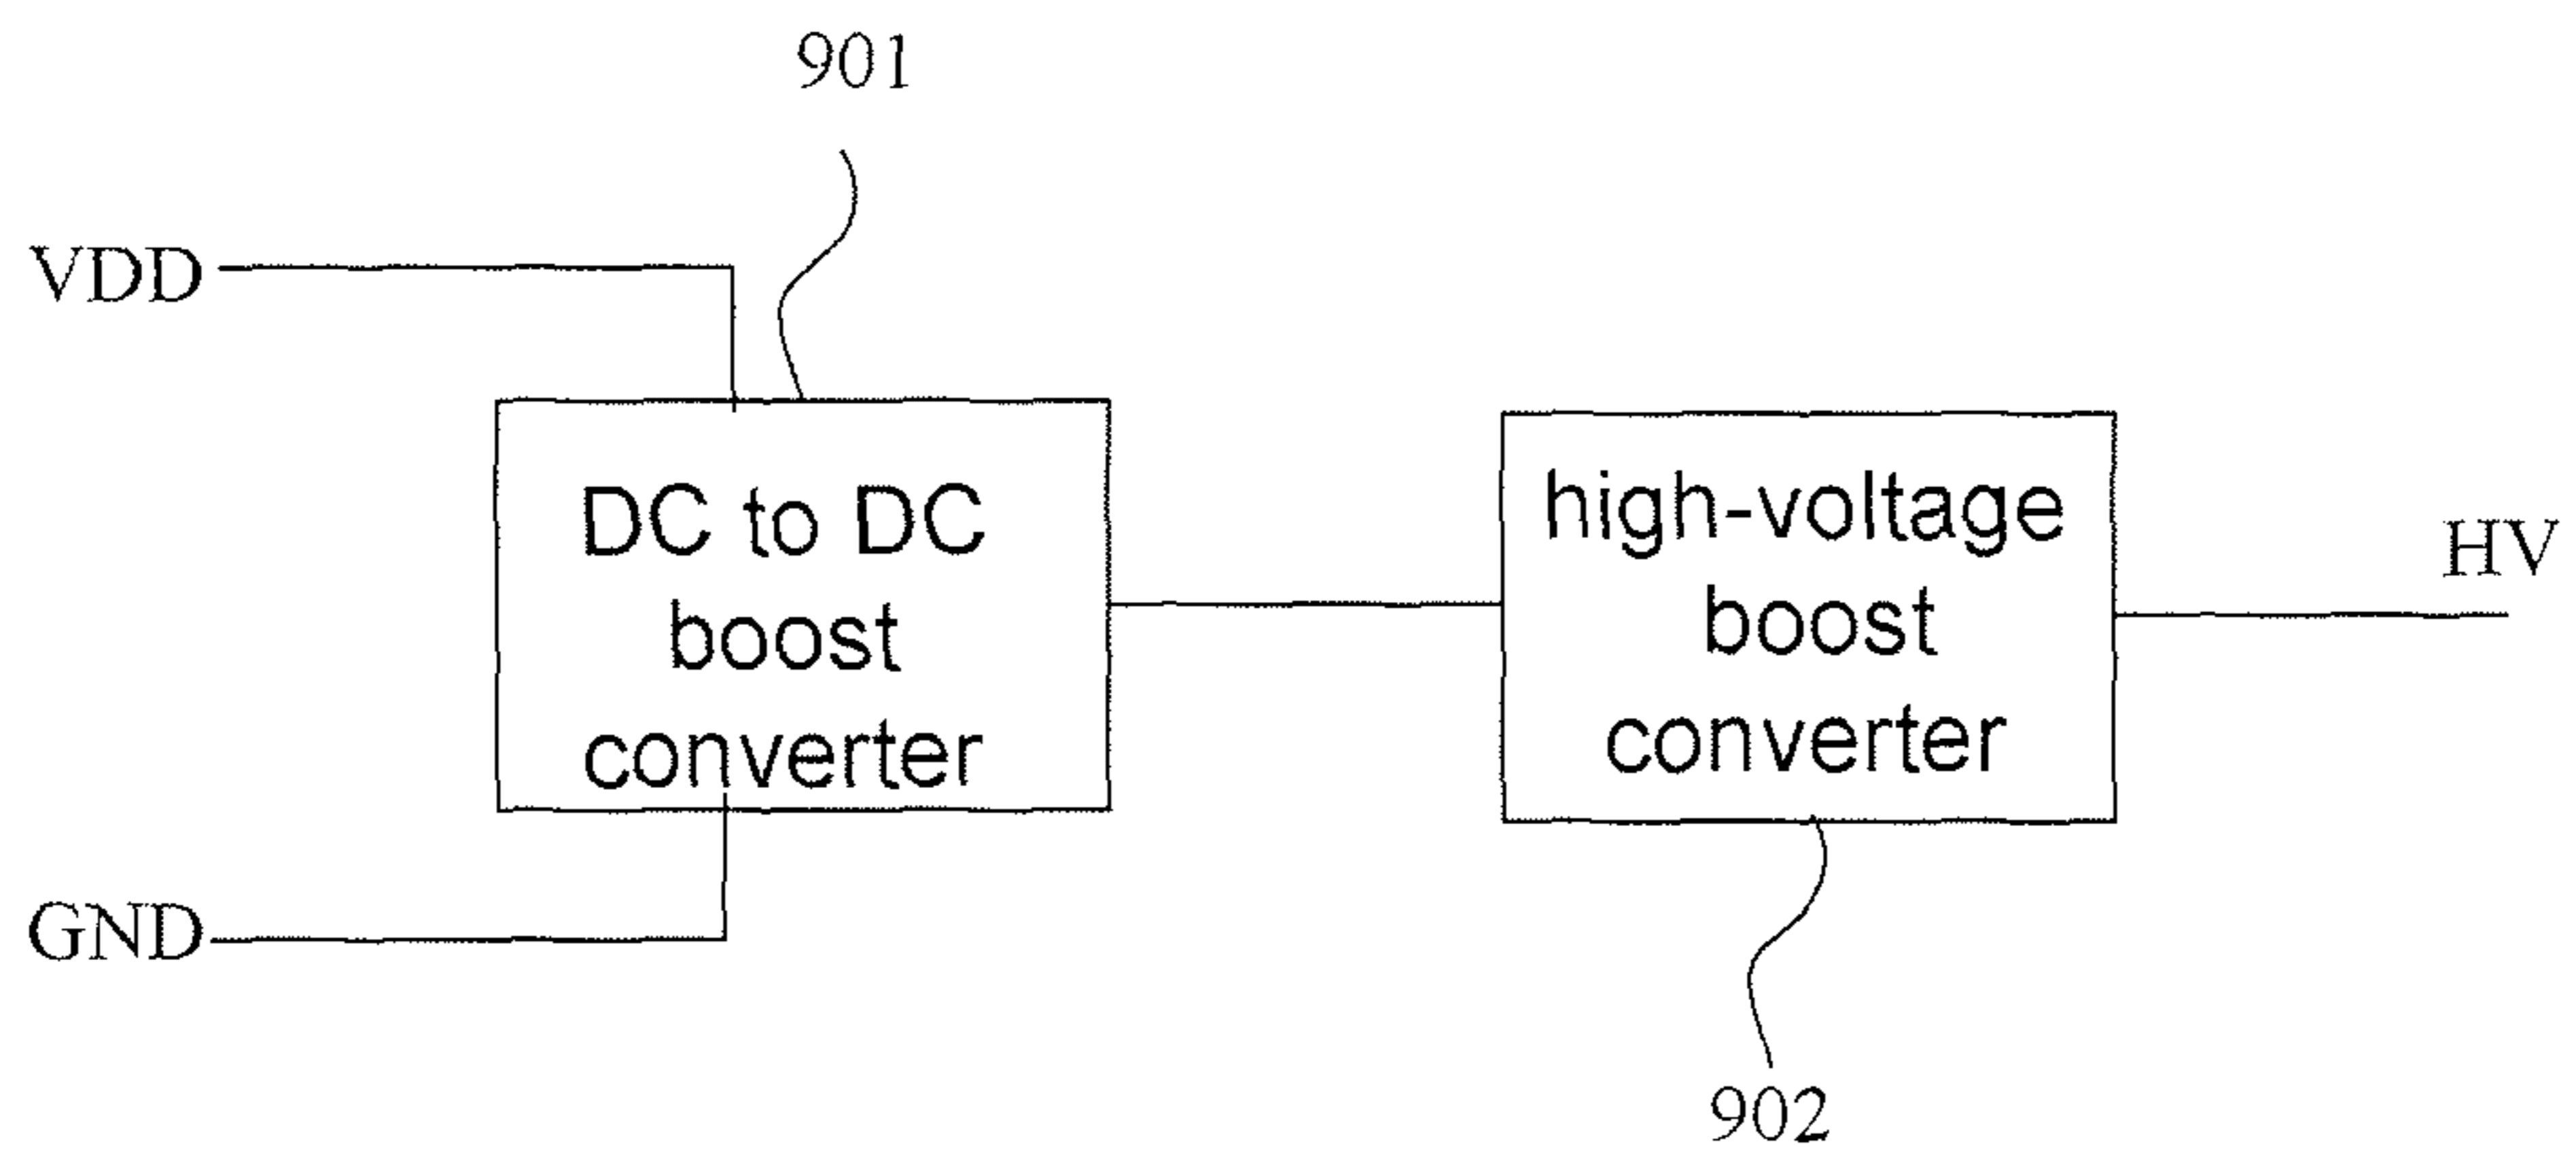 901
VDD
DC to DC
boost
converter
high-voltage
boost
converter
HV
GND
902